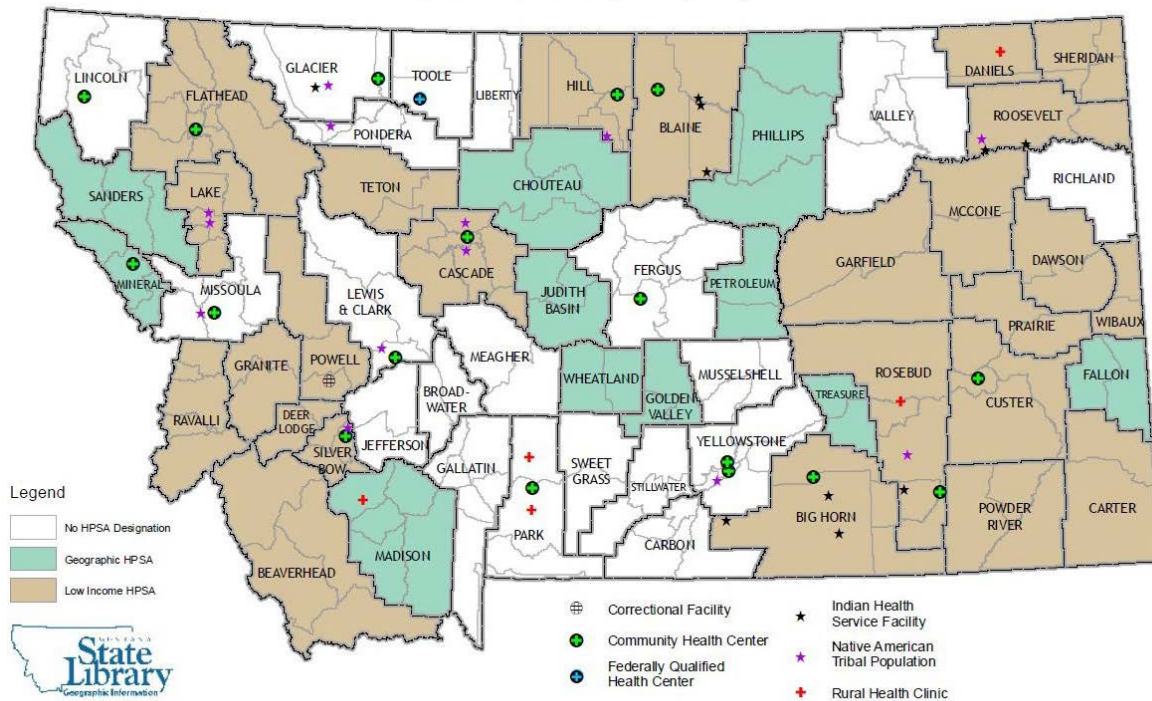 LINCOLN
FLATHEAD
GLACIER
TOOLE
LIBERTY
HILL
BLAINE
PHILLIPS
VALLEY
DANIELS
SHERIDAN
ROOSEVELT
PONDERA
SANDERS
LAKE
TETON
CHOUTEAU
RICHLAND
MCCONE
GARFIELD
DAWSON
MINERAL
MISSOULA
LEWIS
& CLARK
CASCADE
JUDITH
BASIN
FERGUS
PETROLEUM
PRAIRIE
WIBAUX
GRANITE
POWELL
MEAGHER
WHEATLAND
GOLDEN
VALLEY
MUSSELSHELL
ROSEBUD
TREASURE
CUSTER
FALLON
RAVALLI
DEER
LODGE
SILVER
BOW
JEFFERSON
BROAD-
WATER
GALLATIN
PARK
SWEET
GRASS
STILLWATER
YELLOWSTONE
CARBON
BIG HORN
POWDER
RIVER
CARTER
BEAVERHEAD
MADISON
Legend
No HPSA Designation
Geographic HPSA
Low Income HPSA
MONTANA
State
Library
Geographic Information
Correctional Facility
Community Health Center
Federally Qualified
Health Center
Indian Health
Service Facility
Native American
Tribal Population
Rural Health Clinic